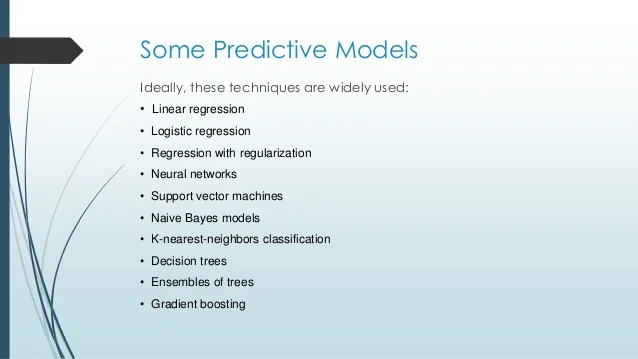 Some Predictive Models
Ideally, these techniques are widely used:
• Linear regression
• Logistic regression
• Regression with regularization
• Neural networks
• Support vector machines
• Naive Bayes models
• K-nearest-neighbors classification
• Decision trees
• Ensembles of trees
• Gradient boosting